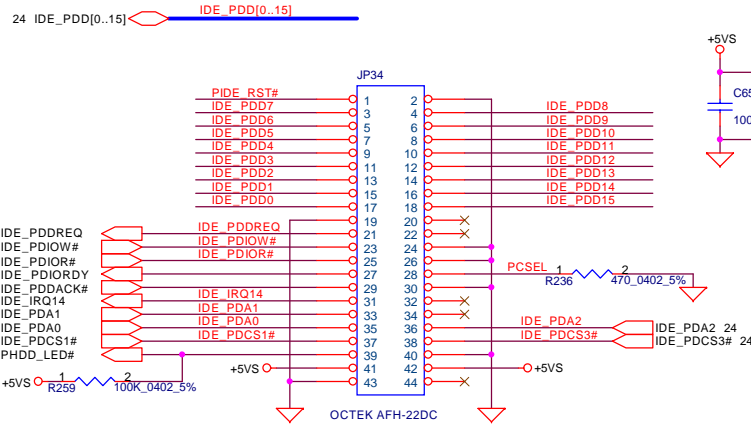 24 IDE_PDD[0..15] IDE_PDD[0..15]
+5VS
JP34
C65
100
PIDE_RST# 1 2
IDE_PDD7 3 4 IDE_PDD8
IDE_PDD6 5 6 IDE_PDD9
IDE_PDD5 7 8 IDE_PDD10
IDE_PDD4 9 10 IDE_PDD11
IDE_PDD3 11 12 IDE_PDD12
IDE_PDD2 13 14 IDE_PDD13
IDE_PDD1 15 16 IDE_PDD14
IDE_PDD0 17 18 IDE_PDD15
19 20
IDE_PDDREQ IDE_PDDREQ 21 22
IDE_PDIOW# IDE_PDIOW# 23 24
IDE_PDIOR# IDE_PDIOR# 25 26
IDE_PDIORDY 27 28 PCSEL 1 2
R236 470_0402_5%
IDE_PDDACK# 29 30
IDE_IRQ14 IDE_IRQ14 31 32
IDE_PDA1 IDE_PDA1 33 34
IDE_PDA0 IDE_PDA0 35 36 IDE_PDA2 IDE_PDA2 24
IDE_PDCS1# IDE_PDCS1# 37 38 IDE_PDCS3# IDE_PDCS3# 24
PHDD_LED# 39 40
+5VS 41 42 +5VS
+5VS 1 2 43 44
R259 100K_0402_5%
OCTEK AFH-22DC